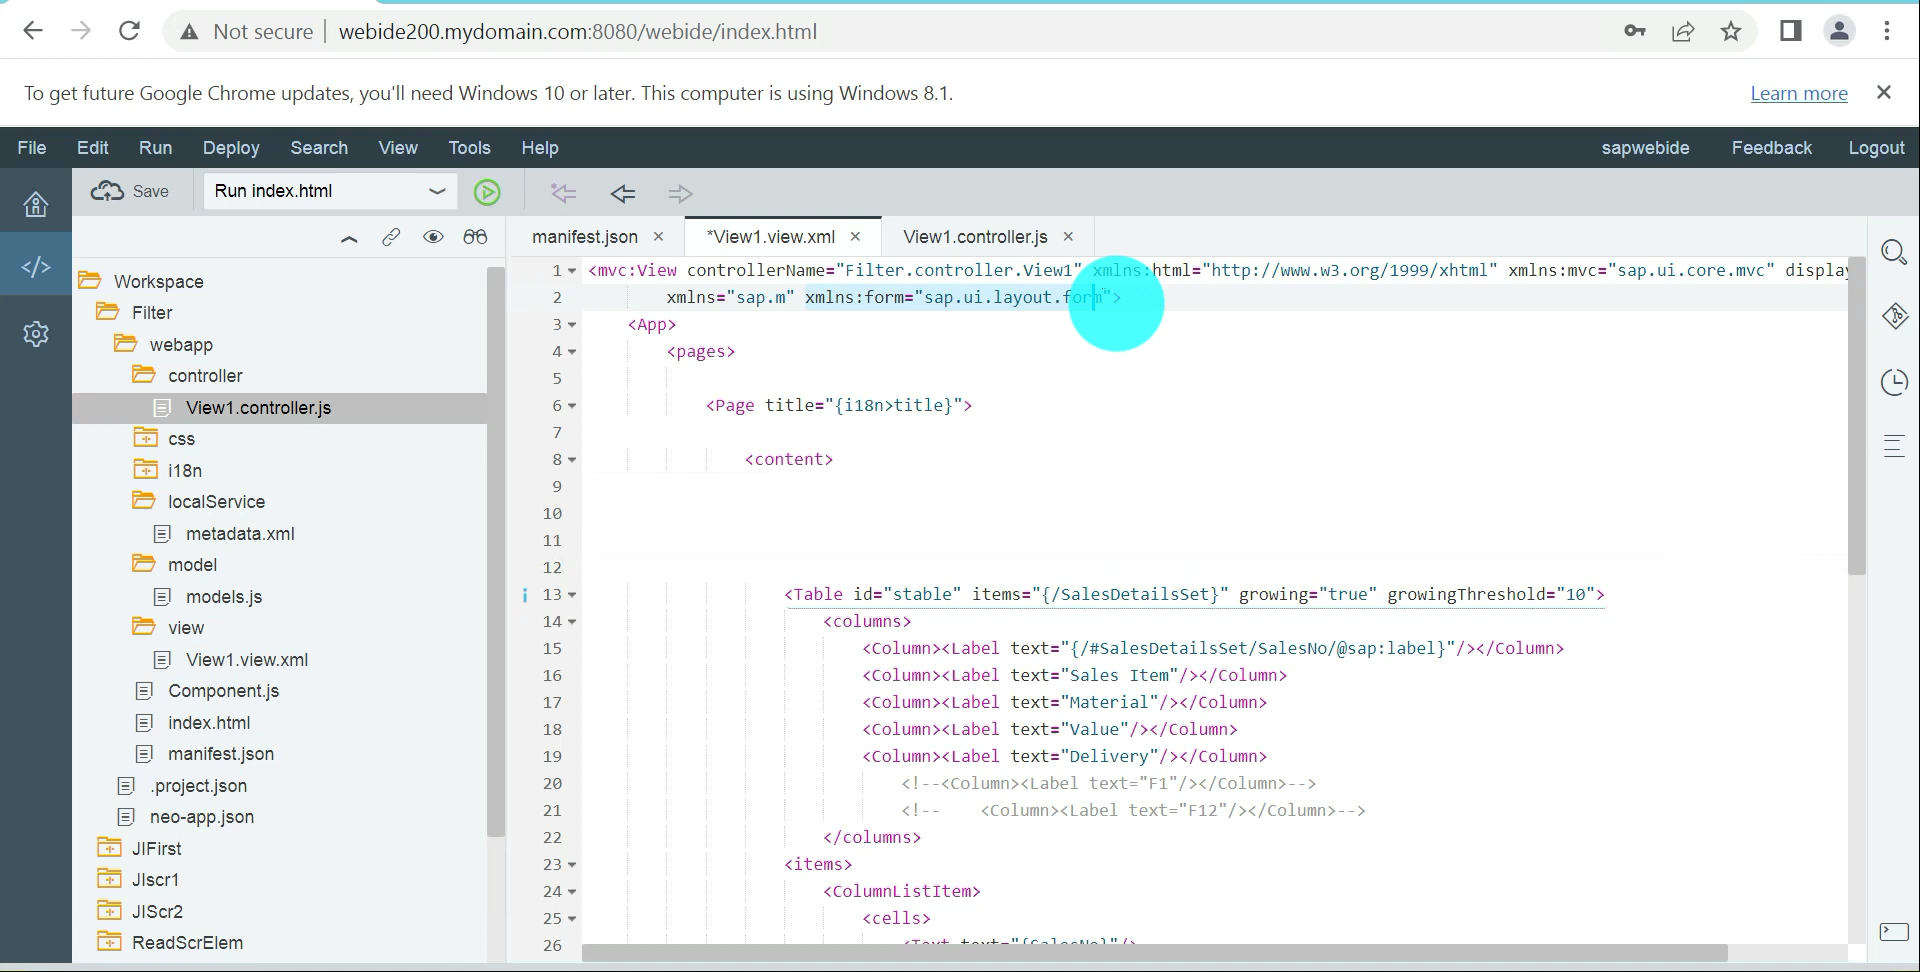 Not secure | webide200.mydomain.com:8080/webide/index.html
To get future Google Chrome updates, you'll need Windows 10 or later. This computer is using Windows 8.1. Learn more
File Edit Run Deploy Search View Tools Help sapwebide Feedback Logout
Save Run index.html
manifest.json *View1.view.xml View1.controller.js
Workspace
Filter
webapp
controller
View1.controller.js
css
i18n
localService
metadata.xml
model
models.js
view
View1.view.xml
Component.js
index.html
manifest.json
.project.json
neo-app.json
JIFirst
JIscr1
JIScr2
ReadScrElem
1 <mvc:View controllerName="Filter.controller.View1" xmlns:html="http://www.w3.org/1999/xhtml" xmlns:mvc="sap.ui.core.mvc" displa
2 xmlns="sap.m" xmlns:form="sap.ui.layout.form">
3 <App>
4 <pages>
5
6 <Page title="{i18n>title}">
7
8 <content>
9
10
11
12
13 <Table id="stable" items="{/SalesDetailsSet}" growing="true" growingThreshold="10">
14 <columns>
15 <Column><Label text="{/#SalesDetailsSet/SalesNo/@sap:label}"/></Column>
16 <Column><Label text="Sales Item"/></Column>
17 <Column><Label text="Material"/></Column>
18 <Column><Label text="Value"/></Column>
19 <Column><Label text="Delivery"/></Column>
20 <!--<Column><Label text="F1"/></Column>-->
21 <!-- <Column><Label text="F12"/></Column>-->
22 </columns>
23 <items>
24 <ColumnListItem>
25 <cells>
26 <Text text="{SalesNo}"/>